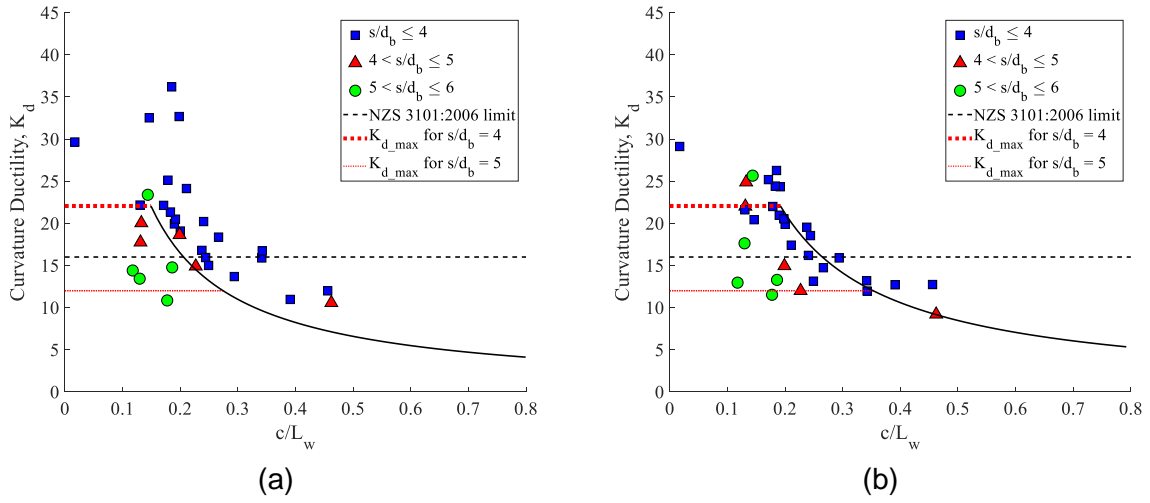 45
40
35
30
25
20
15
10
5
0
Curvature Ductility, K_d
0 0.1 0.2 0.3 0.4 0.5 0.6 0.7 0.8
c/L_w
s/d_b ≤ 4
4 < s/d_b ≤ 5
5 < s/d_b ≤ 6
NZS 3101:2006 limit
K_d_max for s/d_b = 4
K_d_max for s/d_b = 5
(a)
45
40
35
30
25
20
15
10
5
0
Curvature Ductility, K_d
0 0.1 0.2 0.3 0.4 0.5 0.6 0.7 0.8
c/L_w
s/d_b ≤ 4
4 < s/d_b ≤ 5
5 < s/d_b ≤ 6
NZS 3101:2006 limit
K_d_max for s/d_b = 4
K_d_max for s/d_b = 5
(b)